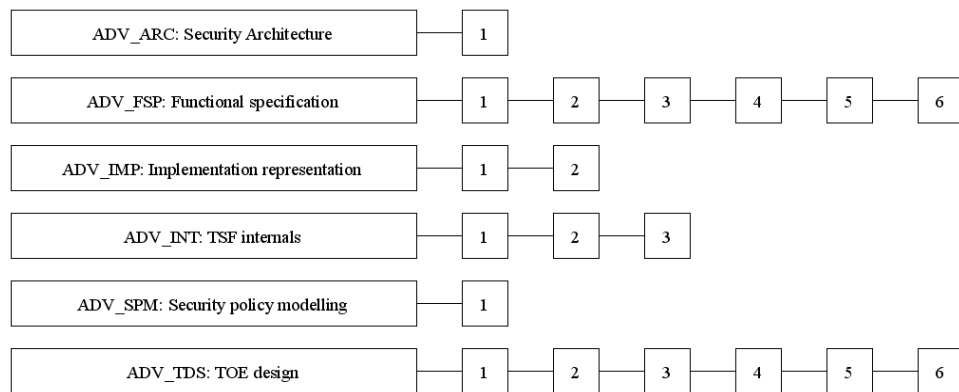 ADV_ARC: Security Architecture 1
ADV_FSP: Functional specification 1 2 3 4 5 6
ADV_IMP: Implementation representation 1 2
ADV_INT: TSF internals 1 2 3
ADV_SPM: Security policy modelling 1
ADV_TDS: TOE design 1 2 3 4 5 6